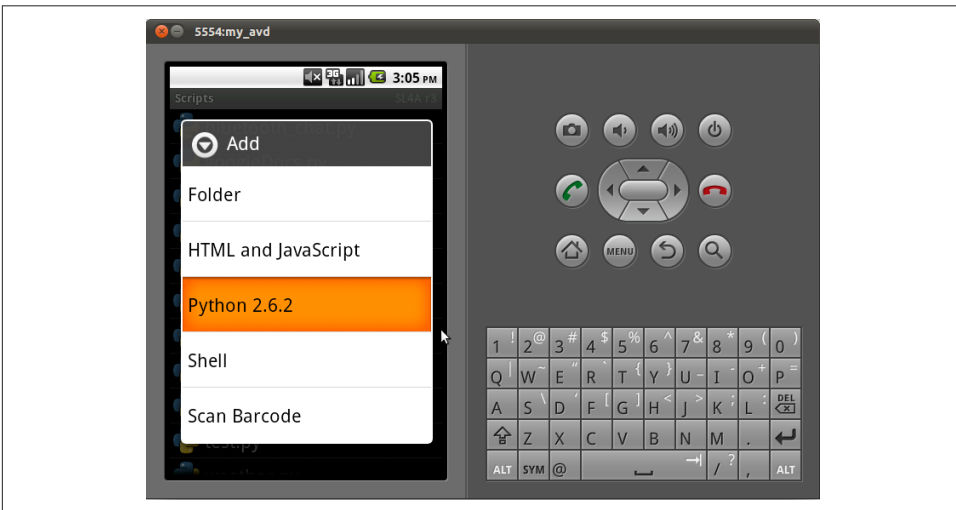 5554:my_avd
3G 3:05 PM
Scripts SL4A r3
Add
Folder
HTML and JavaScript
Python 2.6.2
Shell
Scan Barcode
test.py
MENU
1 ! 2 @ 3 # 4 $ 5 % 6 ^ 7 & 8 * 9 ( 0 )
Q | W ~ E " R ` T { Y } U _ I - O + P =
A S \ D ' F [ G ] H < J > K ; L : DEL
Z X C V B N M .
ALT SYM @ / ? , ALT